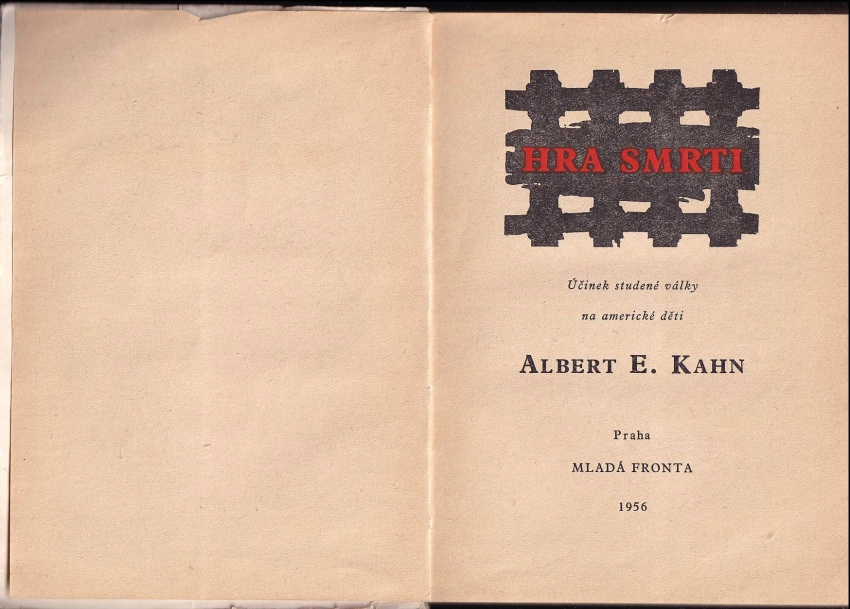 HRA SMRTI
Účinek studené války
na americké děti
ALBERT E. KAHN
Praha
MLADÁ FRONTA
1956